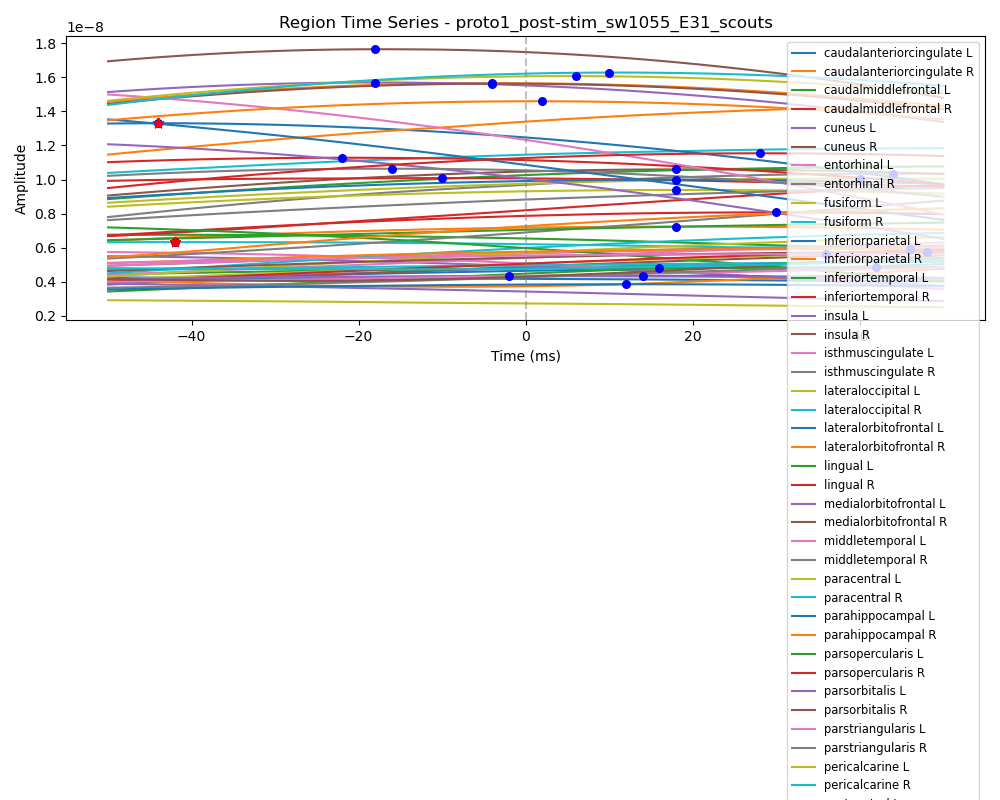 Region Time Series - proto1_post-stim_sw1055_E31_scouts
1e−8
1.8
1.6
1.4
1.2
1.0
0.8
0.6
0.4
0.2
Amplitude
−40
−20
0
20
Time (ms)
caudalanteriorcingulate L
caudalanteriorcingulate R
caudalmiddlefrontal L
caudalmiddlefrontal R
cuneus L
cuneus R
entorhinal L
entorhinal R
fusiform L
fusiform R
inferiorparietal L
inferiorparietal R
inferiortemporal L
inferiortemporal R
insula L
insula R
isthmuscingulate L
isthmuscingulate R
lateraloccipital L
lateraloccipital R
lateralorbitofrontal L
lateralorbitofrontal R
lingual L
lingual R
medialorbitofrontal L
medialorbitofrontal R
middletemporal L
middletemporal R
paracentral L
paracentral R
parahippocampal L
parahippocampal R
parsopercularis L
parsopercularis R
parsorbitalis L
parsorbitalis R
parstriangularis L
parstriangularis R
pericalcarine L
pericalcarine R